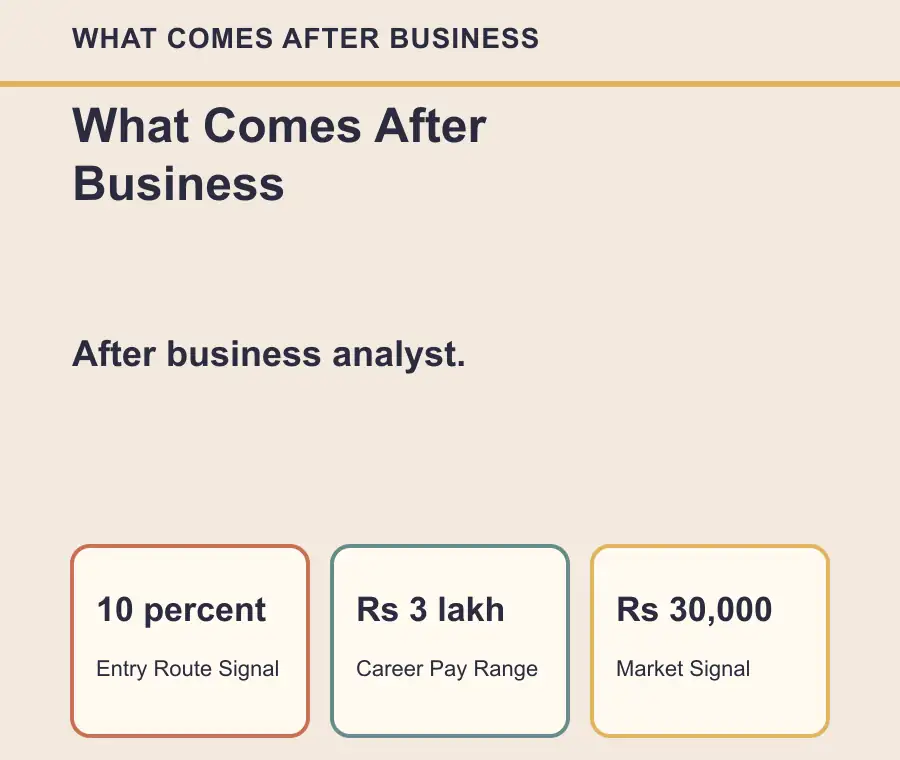 WHAT COMES AFTER BUSINESS
What Comes After
Business
After business analyst.
10 percent
Entry Route Signal
Rs 3 lakh
Career Pay Range
Rs 30,000
Market Signal